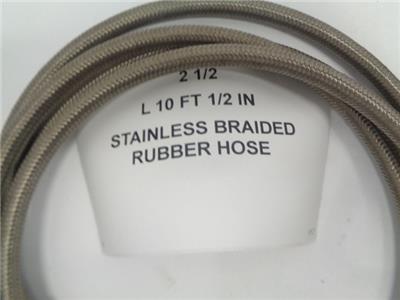 2 1/2
L 10 FT 1/2 IN
STAINLESS BRAIDED
RUBBER HOSE